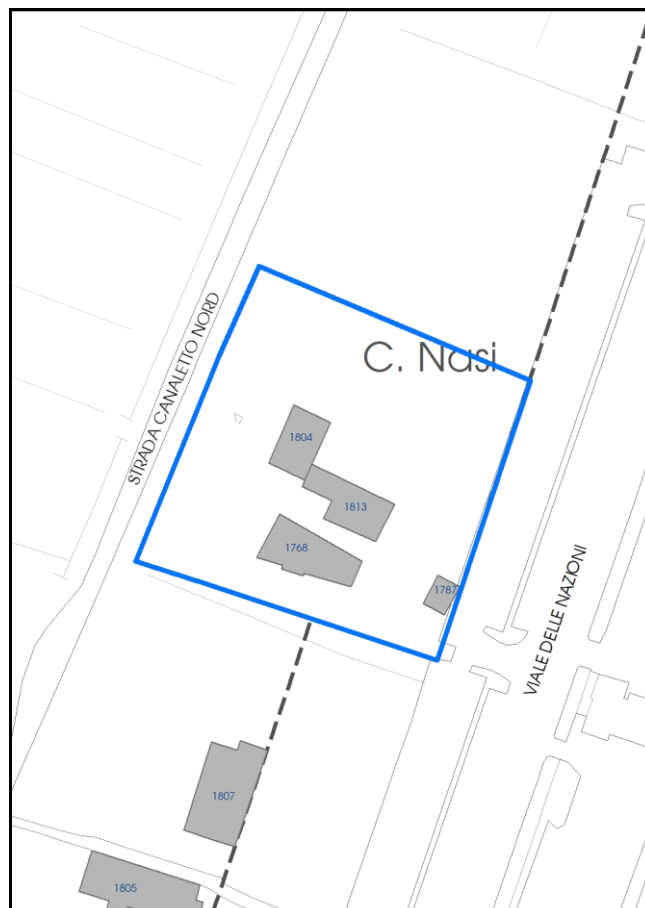 STRADA CANALETTO NORD
C. Nasi
1804
1813
1768
1787
VIALE DELLE NAZIONI
1807
1805